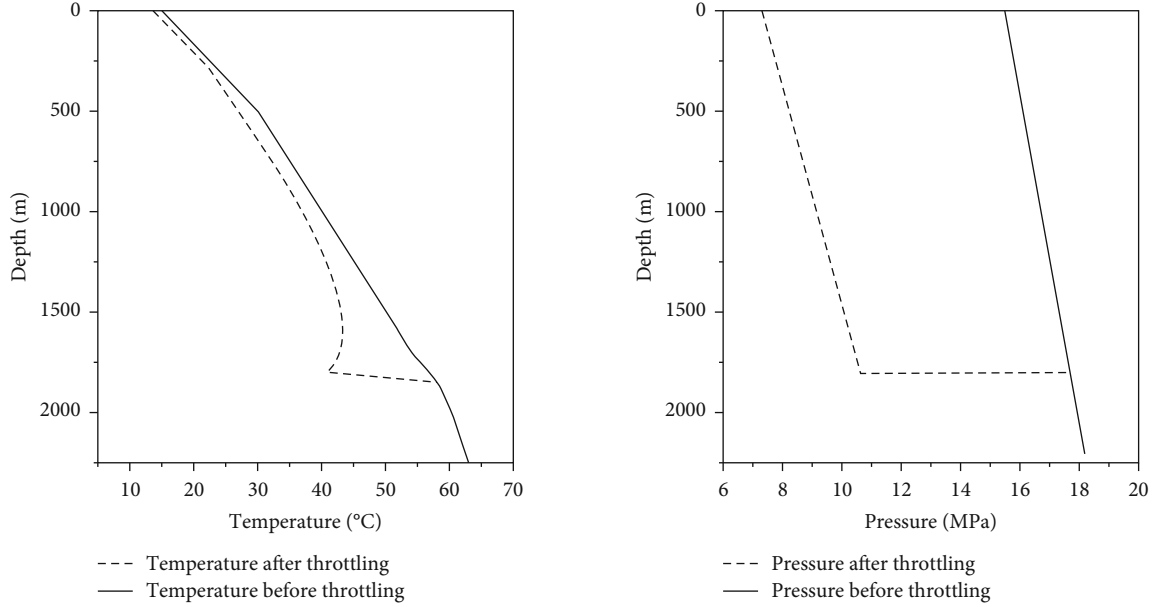 0
500
1000
1500
2000
Depth (m)
10 20 30 40 50 60 70
Temperature (°C)
Temperature after throttling
Temperature before throttling
0
500
1000
1500
2000
Depth (m)
6 8 10 12 14 16 18 20
Pressure (MPa)
Pressure after throttling
Pressure before throttling